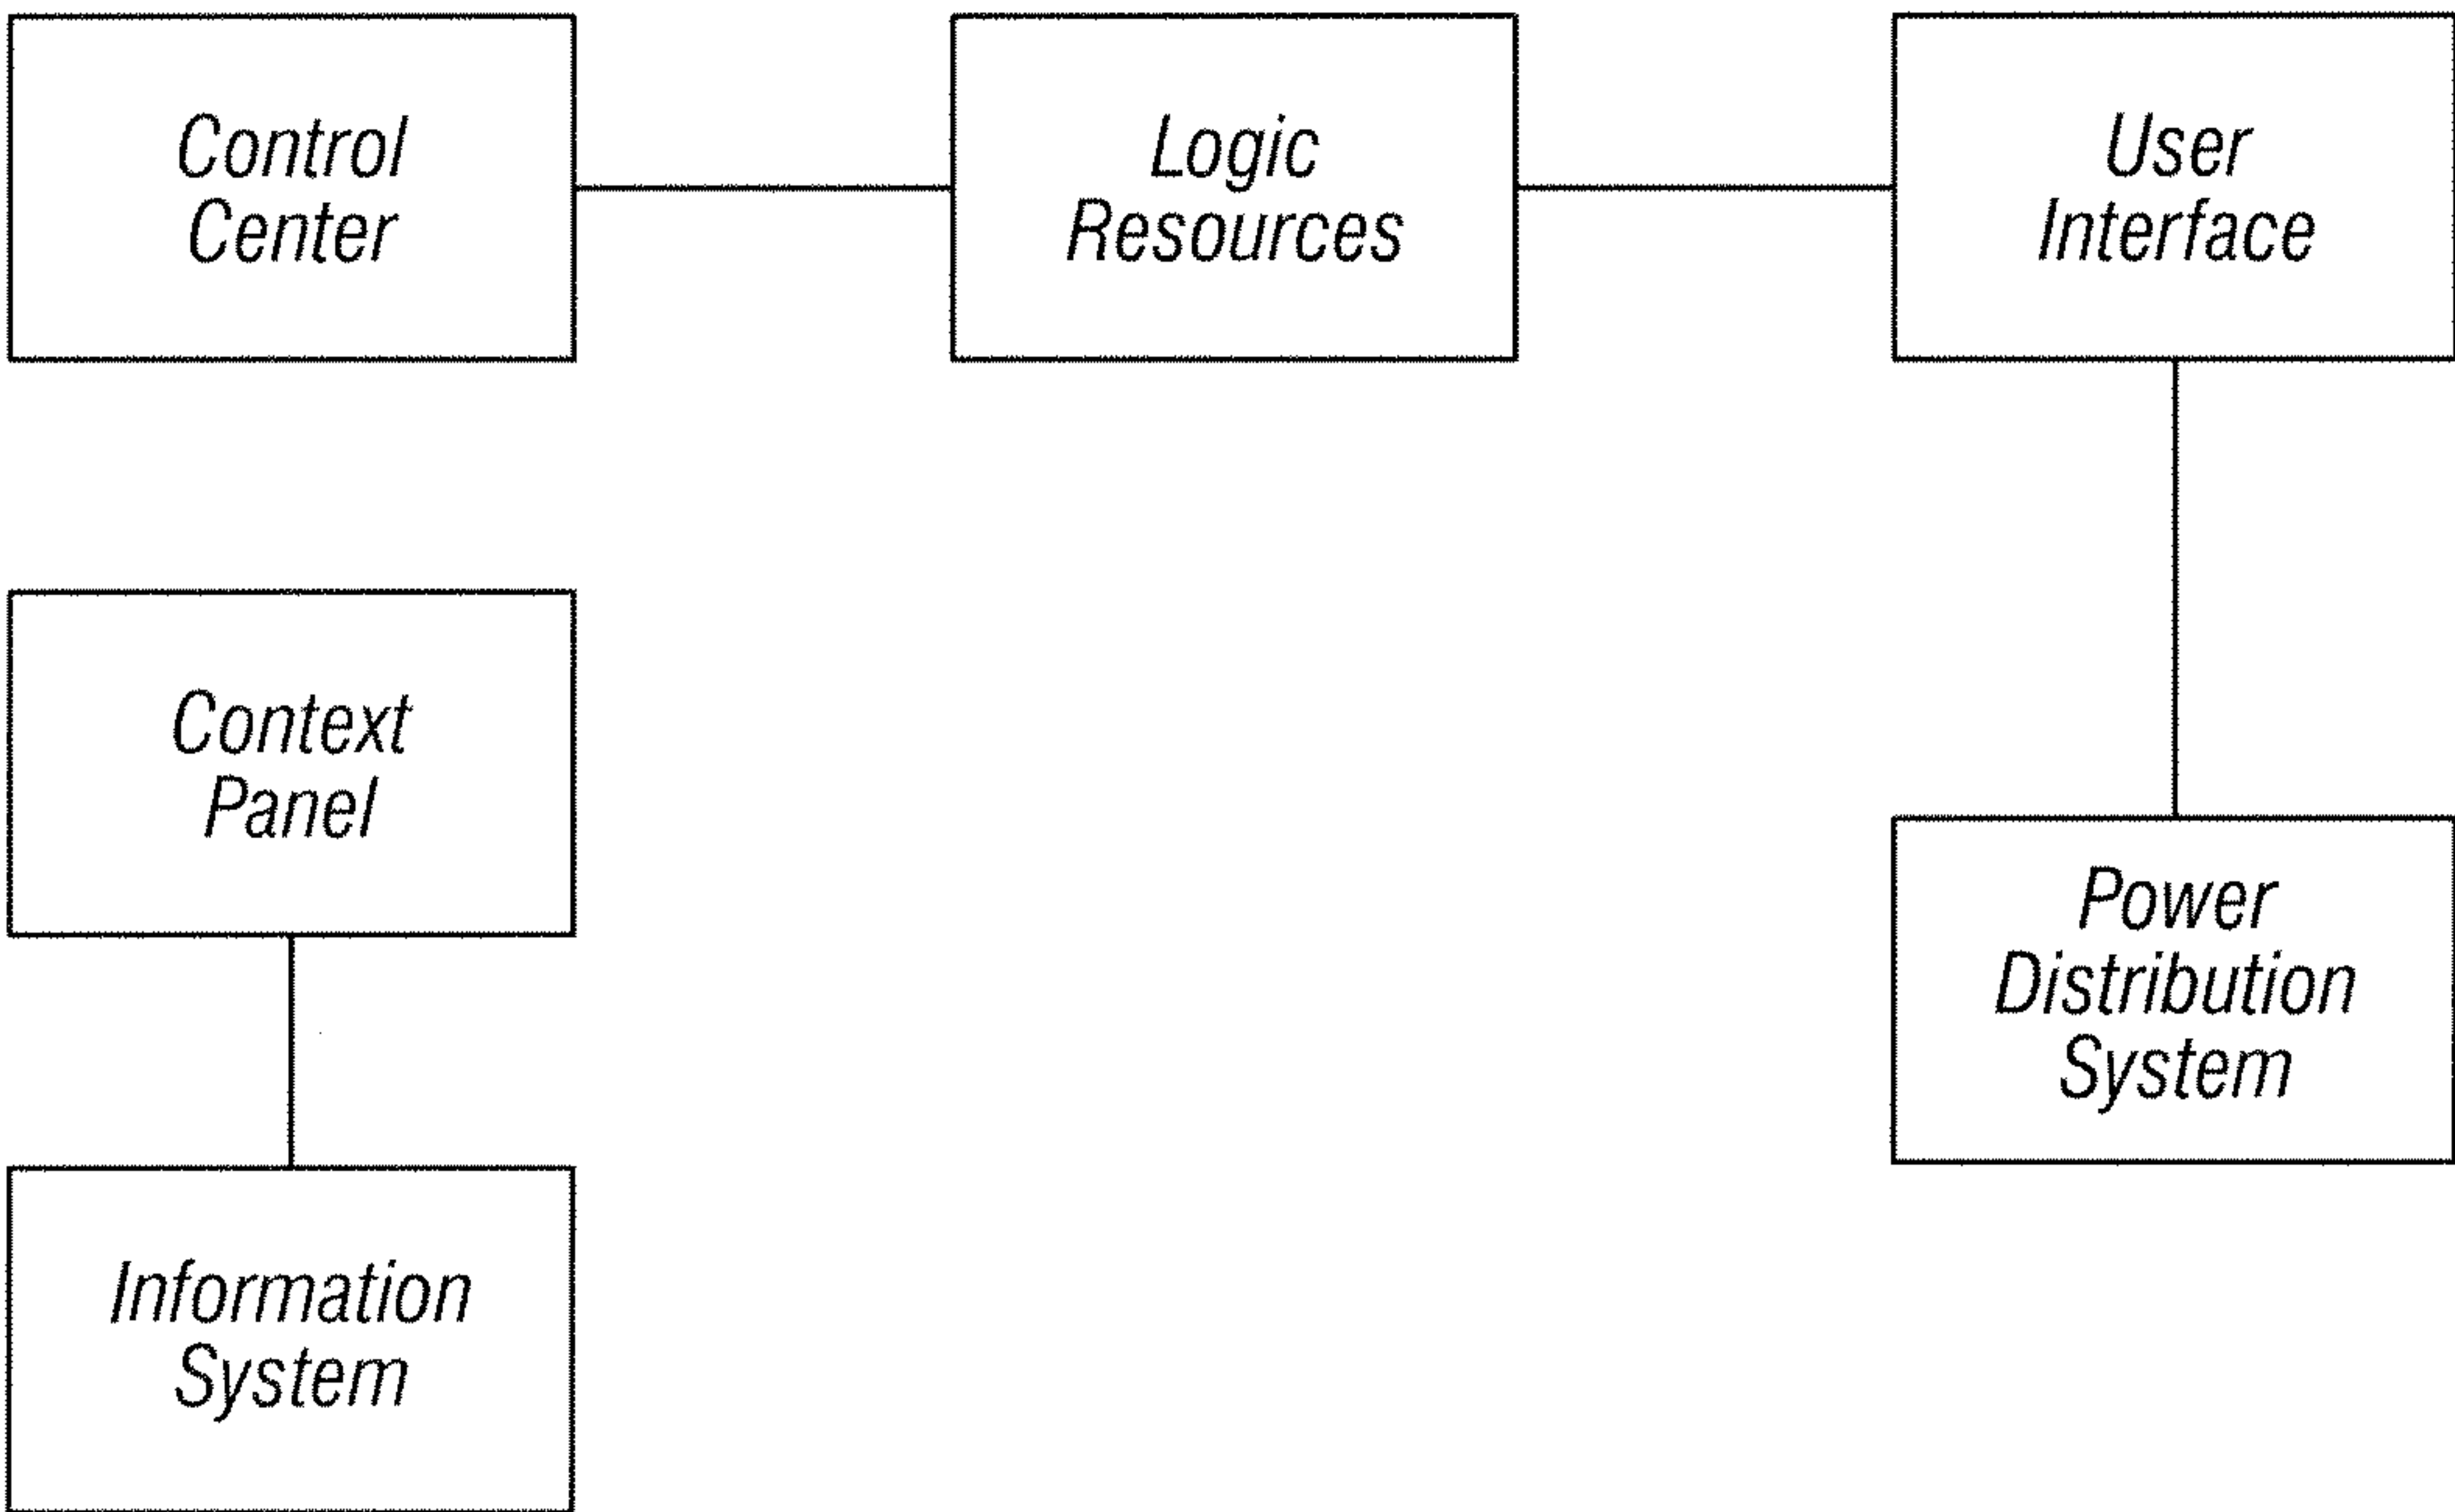 Control
Center
Logic
Resources
User
Interface
Context
Panel
Power
Distribution
System
Information
System